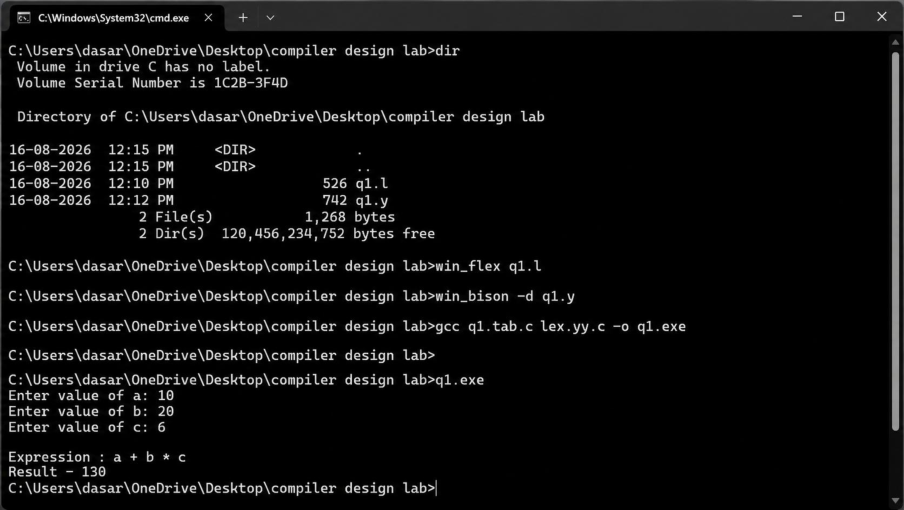 C:\Windows\System32\cmd.exe
C:\Users\dasar\OneDrive\Desktop\compiler design lab>dir
Volume in drive C has no label.
Volume Serial Number is 1C2B-3F4D
Directory of C:\Users\dasar\OneDrive\Desktop\compiler design lab
16-08-2026 12:15 PM <DIR> .
16-08-2026 12:15 PM <DIR> ..
16-08-2026 12:10 PM 526 q1.l
16-08-2026 12:12 PM 742 q1.y
2 File(s) 1,268 bytes
2 Dir(s) 120,456,234,752 bytes free
C:\Users\dasar\OneDrive\Desktop\compiler design lab>win_flex q1.l
C:\Users\dasar\OneDrive\Desktop\compiler design lab>win_bison -d q1.y
C:\Users\dasar\OneDrive\Desktop\compiler design lab>gcc q1.tab.c lex.yy.c -o q1.exe
C:\Users\dasar\OneDrive\Desktop\compiler design lab>
C:\Users\dasar\OneDrive\Desktop\compiler design lab>q1.exe
Enter value of a: 10
Enter value of b: 20
Enter value of c: 6
Expression : a + b * c
Result - 130
C:\Users\dasar\OneDrive\Desktop\compiler design lab>